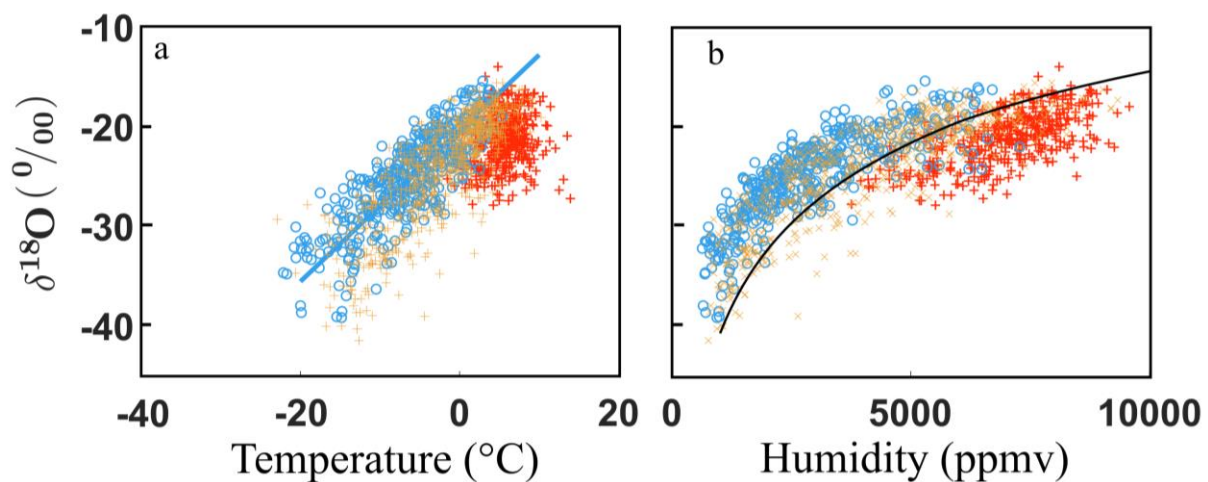 -10
a
b
-20
-30
-40
δ¹⁸O (⁰/₀₀)
-40
-20
0
20
0
5000
10000
Temperature (°C)
Humidity (ppmv)